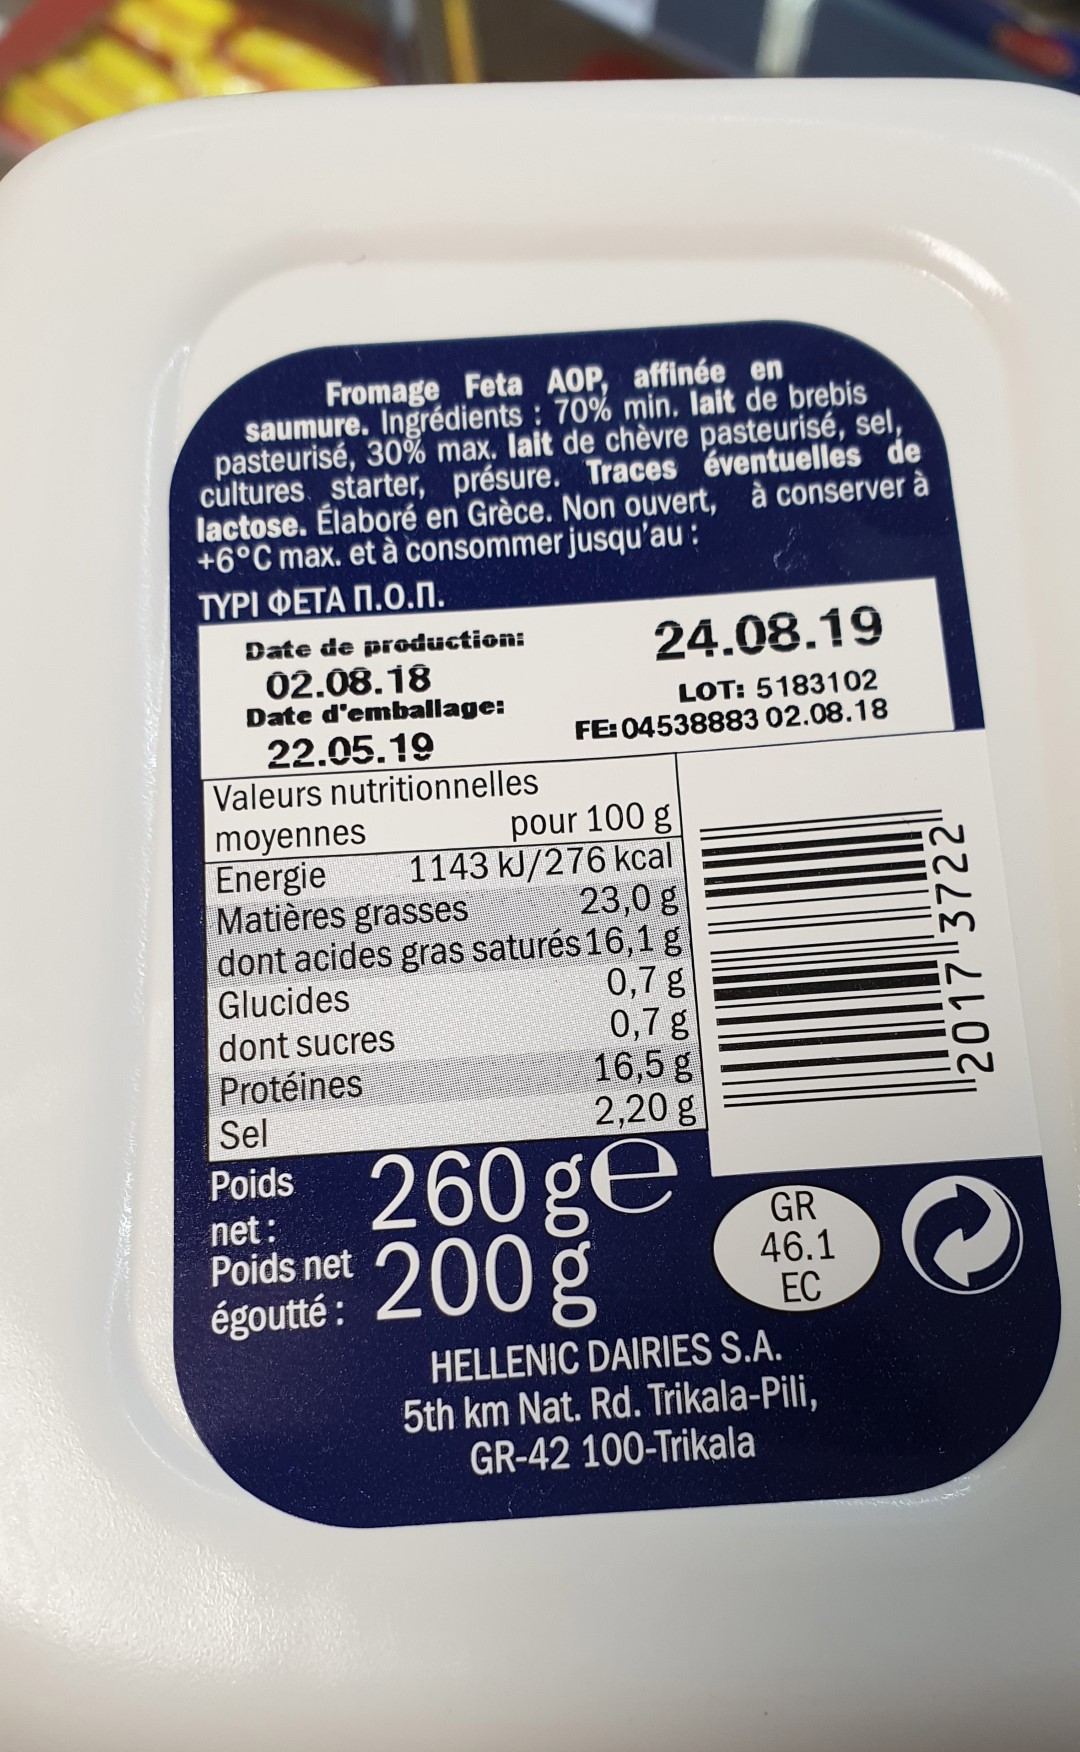 Fromage Feta AOP, affinée en
saumure. Ingrédients : 70% min. lait de brebis
pasteurisé, 30% max. lait de chèvre pasteurisé, sel,
cultures starter, présure. Traces éventuelles de
lactose. Élaboré en Grèce. Non ouvert, à conserver à
+6°C max. et à consommer jusqu'au :
ΤΥΡΙ ΦΕΤΑ Π.Ο.Π.
Date de production:
02.08.18
Date d'emballage:
22.05.19
24.08.19
LOT: 5183102
FE: 04538883 02.08.18
Valeurs nutritionnelles
moyennes pour 100 g
Energie 1143 kJ/276 kcal
Matières grasses 23,0 g
dont acides gras saturés 16,1 g
Glucides 0,7 g
dont sucres 0,7 g
Protéines 16,5 g
Sel 2,20 g
2017 3722
Poids
net : 260 g e
Poids net
égoutté : 200 g
GR
46.1
EC
HELLENIC DAIRIES S.A.
5th km Nat. Rd. Trikala-Pili,
GR-42 100-Trikala